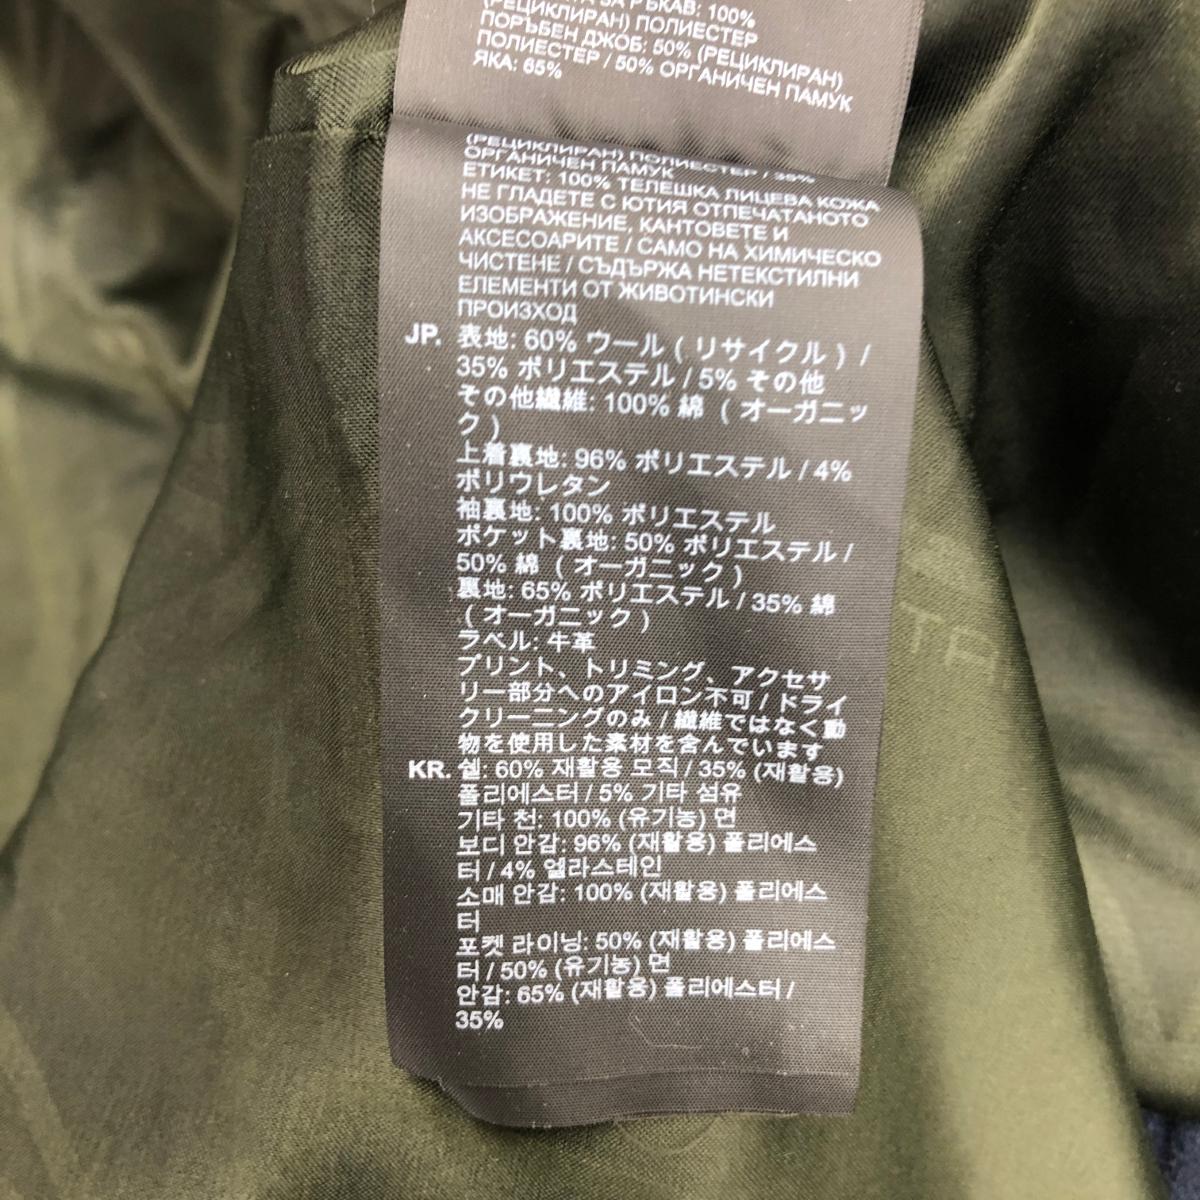 ЗА РЪКАВ: 100%
(РЕЦИКЛИРАН) ПОЛИЕСТЕР
ПОРЪБЕН ДЖОБ: 50% (РЕЦИКЛИРАН)
ПОЛИЕСТЕР / 50% ОРГАНИЧЕН ПАМУК
ЯКА: 65%
(РЕЦИКЛИРАН) ПОЛИЕСТЕР / 35%
ОРГАНИЧЕН ПАМУК
ЕТИКЕТ: 100% ТЕЛЕШКА ЛИЦЕВА КОЖА
НЕ ГЛАДЕТЕ С ЮТИЯ ОТПЕЧАТАНОТО
ИЗОБРАЖЕНИЕ, КАНТОВЕТЕ И
АКСЕСОАРИТЕ / САМО НА ХИМИЧЕСКО
ЧИСТЕНЕ / СЪДЪРЖА НЕТЕКСТИЛНИ
ЕЛЕМЕНТИ ОТ ЖИВОТИНСКИ
ПРОИЗХОД
JP. 表地: 60% ウール ( リサイクル ) /
35% ポリエステル / 5% その他
その他繊維: 100% 綿 ( オーガニッ
ク )
上着裏地: 96% ポリエステル / 4%
ポリウレタン
袖裏地: 100% ポリエステル
ポケット裏地: 50% ポリエステル /
50% 綿 ( オーガニック )
裏地: 65% ポリエステル / 35% 綿
( オーガニック )
ラベル: 牛革
プリント、トリミング、アクセサ
リー部分へのアイロン不可 / ドライ
クリーニングのみ / 繊維ではなく動
物を使用した素材を含んでいます
KR. 쉘: 60% 재활용 모직 / 35% (재활용)
폴리에스터 / 5% 기타 섬유
기타 천: 100% (유기농) 면
보디 안감: 96% (재활용) 폴리에스
터 / 4% 엘라스테인
소매 안감: 100% (재활용) 폴리에스
터
포켓 라이닝: 50% (재활용) 폴리에스
터 / 50% (유기농) 면
안감: 65% (재활용) 폴리에스터 /
35%